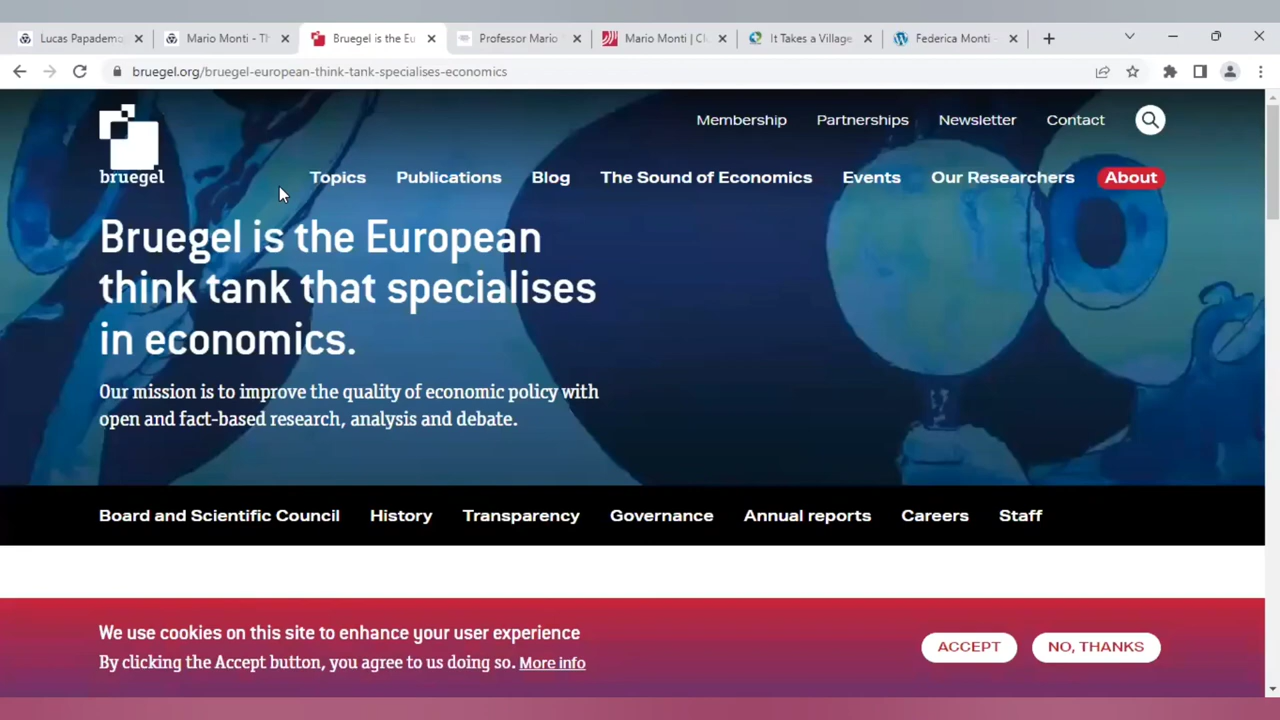 Lucas Papademo
Mario Monti - Th
Bruegel is the Eu
Professor Mario
Mario Monti | Cl
It Takes a Village
Federica Monti -
bruegel.org/bruegel-european-think-tank-specialises-economics
Membership
Partnerships
Newsletter
Contact
bruegel
Topics
Publications
Blog
The Sound of Economics
Events
Our Researchers
About
Bruegel is the European
think tank that specialises
in economics.
Our mission is to improve the quality of economic policy with
open and fact-based research, analysis and debate.
Board and Scientific Council
History
Transparency
Governance
Annual reports
Careers
Staff
We use cookies on this site to enhance your user experience
By clicking the Accept button, you agree to us doing so. More info
ACCEPT
NO, THANKS